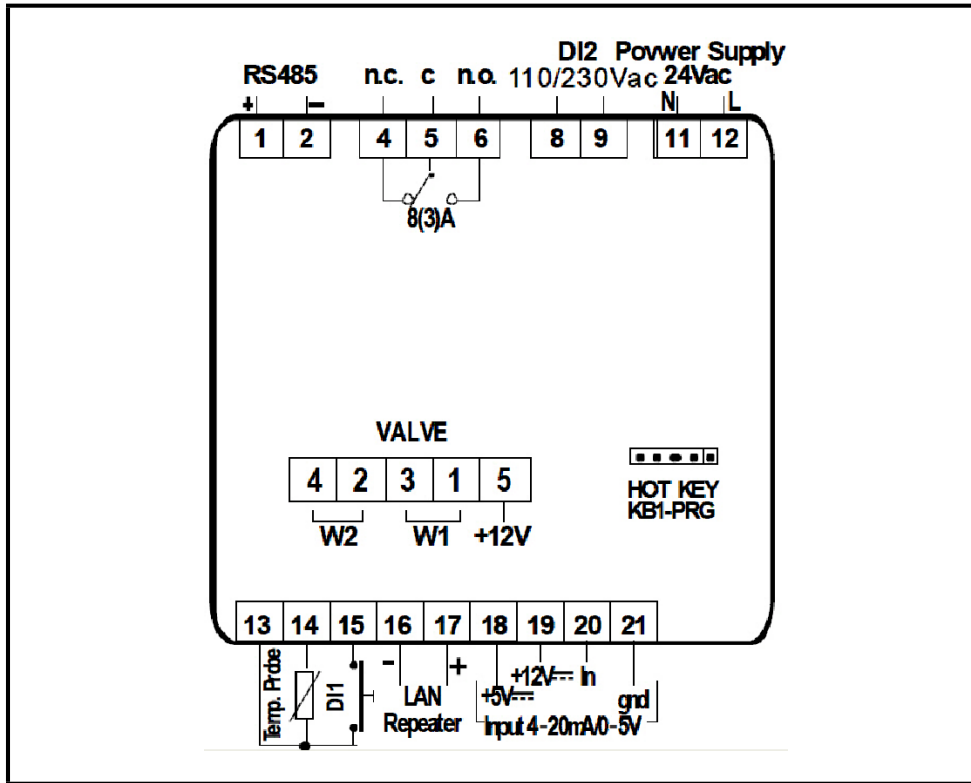 DI2 Povwer Supply
RS485 n.c. c n.o. 110/230Vac 24Vac
+ – N L
1 2 4 5 6 8 9 11 12
8(3)A
VALVE
4 2 3 1 5
W2 W1 +12V
HOT KEY
KB1-PRG
13 14 15 16 17 18 19 20 21
Temp. Probe
DI1
- +
LAN
Repeater
+12V In
+5V gnd
Input 4-20mA/0-5V